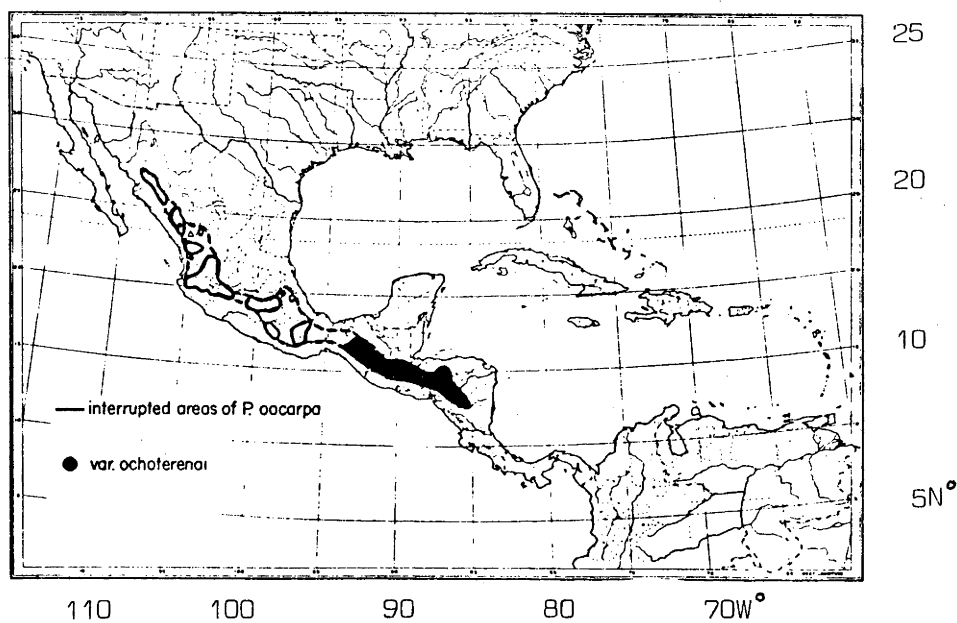 25
20
10
interrupted areas of P. oocarpa
var. ochoterenai
5N°
110 100 90 80 70W°